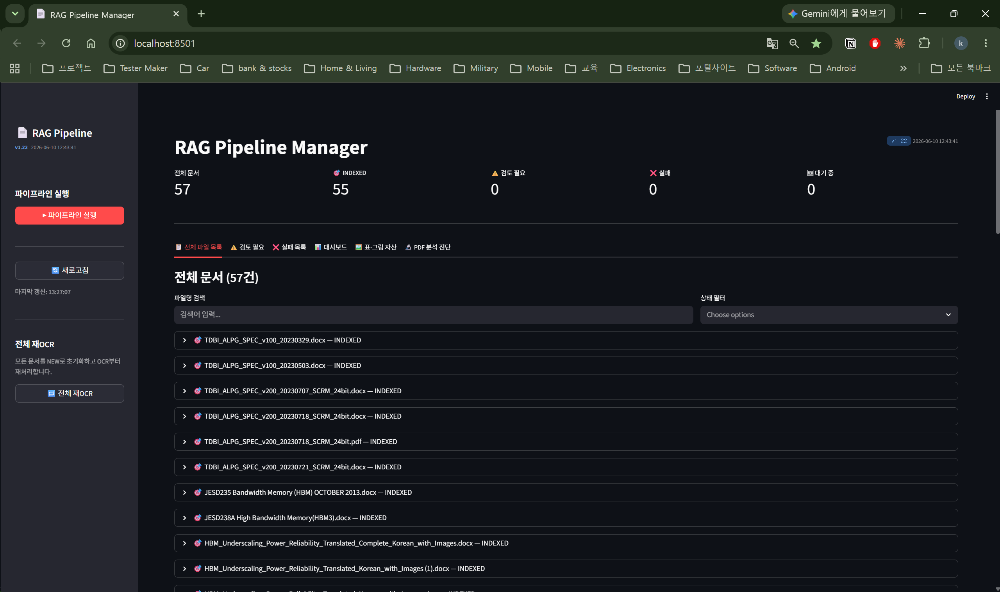 RAG Pipeline Manager
Gemini에게 물어보기
localhost:8501
k
프로젝트
Tester Maker
Car
bank & stocks
Home & Living
Hardware
Military
Mobile
교육
Electronics
포털사이트
Software
Android
모든 북마크
Deploy
RAG Pipeline
v1.22 2026-06-10 12:43:41
파이프라인 실행
파이프라인 실행
새로고침
마지막 갱신: 13:27:07
전체 재OCR
모든 문서를 NEW로 초기화하고 OCR부터
재처리합니다.
전체 재OCR
RAG Pipeline Manager
v1.22 2026-06-10 12:43:41
전체 문서
57
INDEXED
55
검토 필요
0
실패
0
NEW 대기 중
0
전체 파일 목록
검토 필요
실패 목록
대시보드
표·그림 자산
PDF 분석 진단
전체 문서 (57건)
파일명 검색
검색어 입력...
상태 필터
Choose options
TDBI_ALPG_SPEC_v100_20230329.docx — INDEXED
TDBI_ALPG_SPEC_v100_20230503.docx — INDEXED
TDBI_ALPG_SPEC_v200_20230707_SCRM_24bit.docx — INDEXED
TDBI_ALPG_SPEC_v200_20230718_SCRM_24bit.docx — INDEXED
TDBI_ALPG_SPEC_v200_20230718_SCRM_24bit.pdf — INDEXED
TDBI_ALPG_SPEC_v200_20230721_SCRM_24bit.docx — INDEXED
JESD235 Bandwidth Memory (HBM) OCTOBER 2013.docx — INDEXED
JESD238A High Bandwidth Memory(HBM3).docx — INDEXED
HBM_Underscaling_Power_Reliability_Translated_Complete_Korean_with_Images.docx — INDEXED
HBM_Underscaling_Power_Reliability_Translated_Korean_with_Images (1).docx — INDEXED